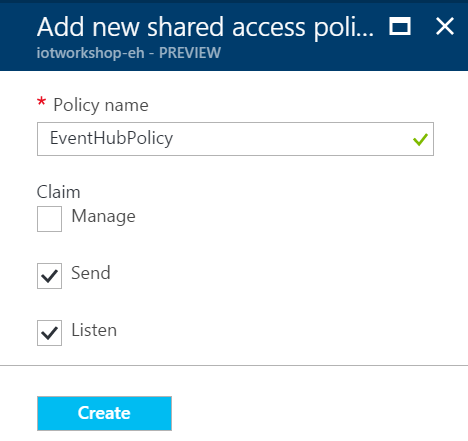 Add new shared access poli...
iotworkshop-eh - PREVIEW
* Policy name
EventHubPolicy
Claim
Manage
Send
Listen
Create